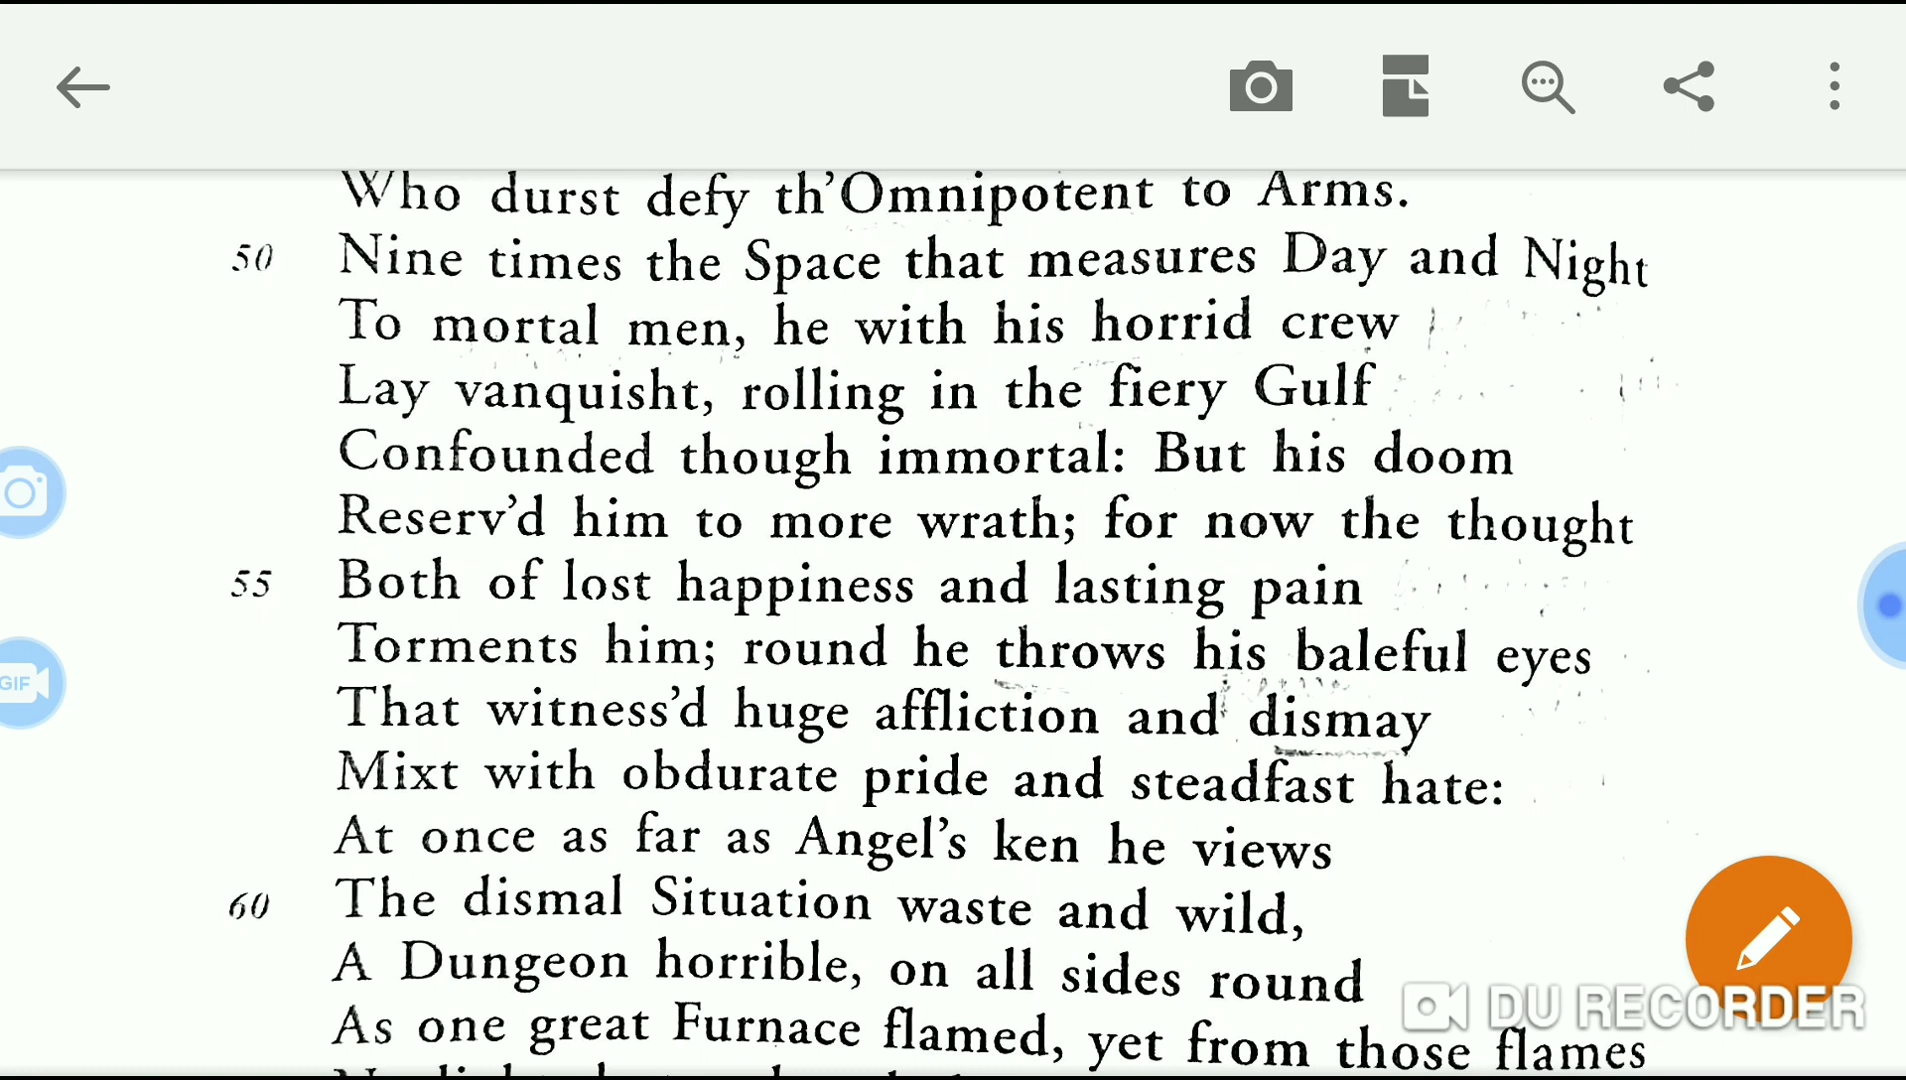 Who durst defy th'Omnipotent to Arms.
50 Nine times the Space that measures Day and Night
To mortal men, he with his horrid crew
Lay vanquisht, rolling in the fiery Gulf
Confounded though immortal: But his doom
Reserv'd him to more wrath; for now the thought
55 Both of lost happiness and lasting pain
Torments him; round he throws his baleful eyes
That witness'd huge affliction and dismay
Mixt with obdurate pride and steadfast hate:
At once as far as Angel's ken he views
60 The dismal Situation waste and wild,
A Dungeon horrible, on all sides round
As one great Furnace flamed, yet from those flames
GIF
DU RECORDER